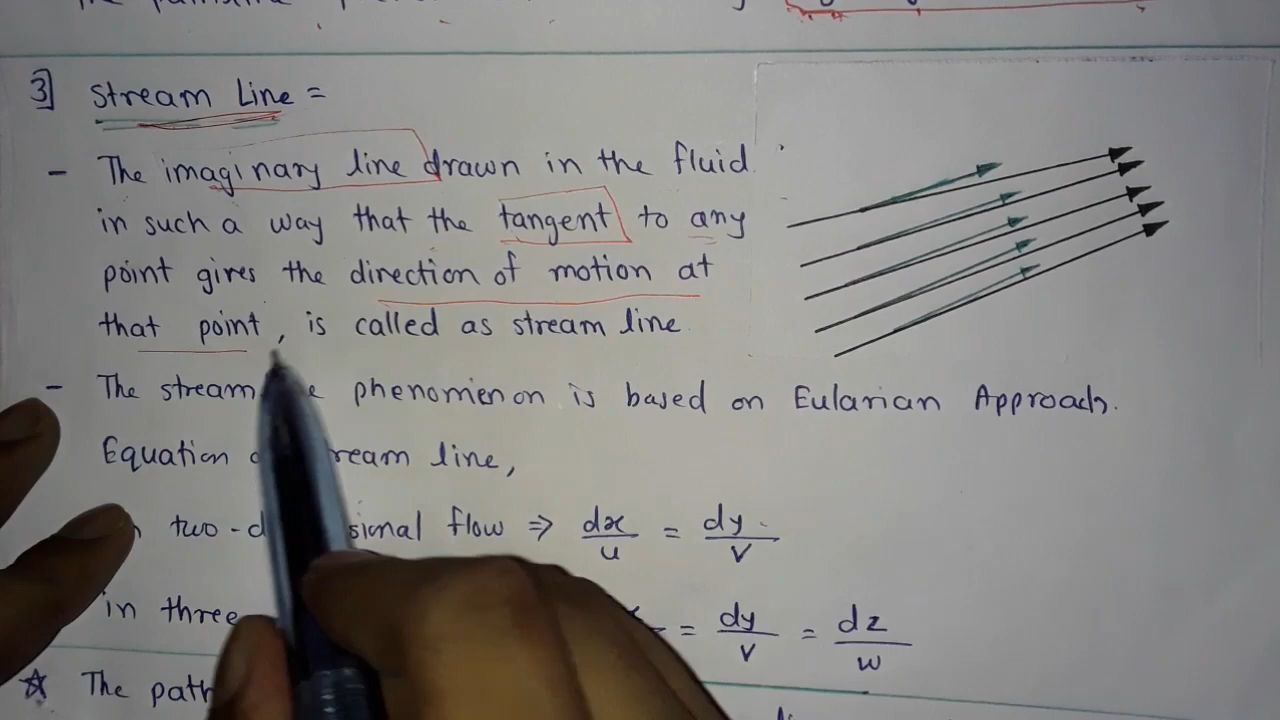 3] Stream Line =
- The imaginary line drawn in the fluid
in such a way that the tangent to any
point gives the direction of motion at
that point, is called as stream line
- The stream phenomenon is based on Eularian Approach.
Equation ream line,
two-d sional flow ⇒ dx/u = dy/v
in three = dy/v = dz/w
☆ The path